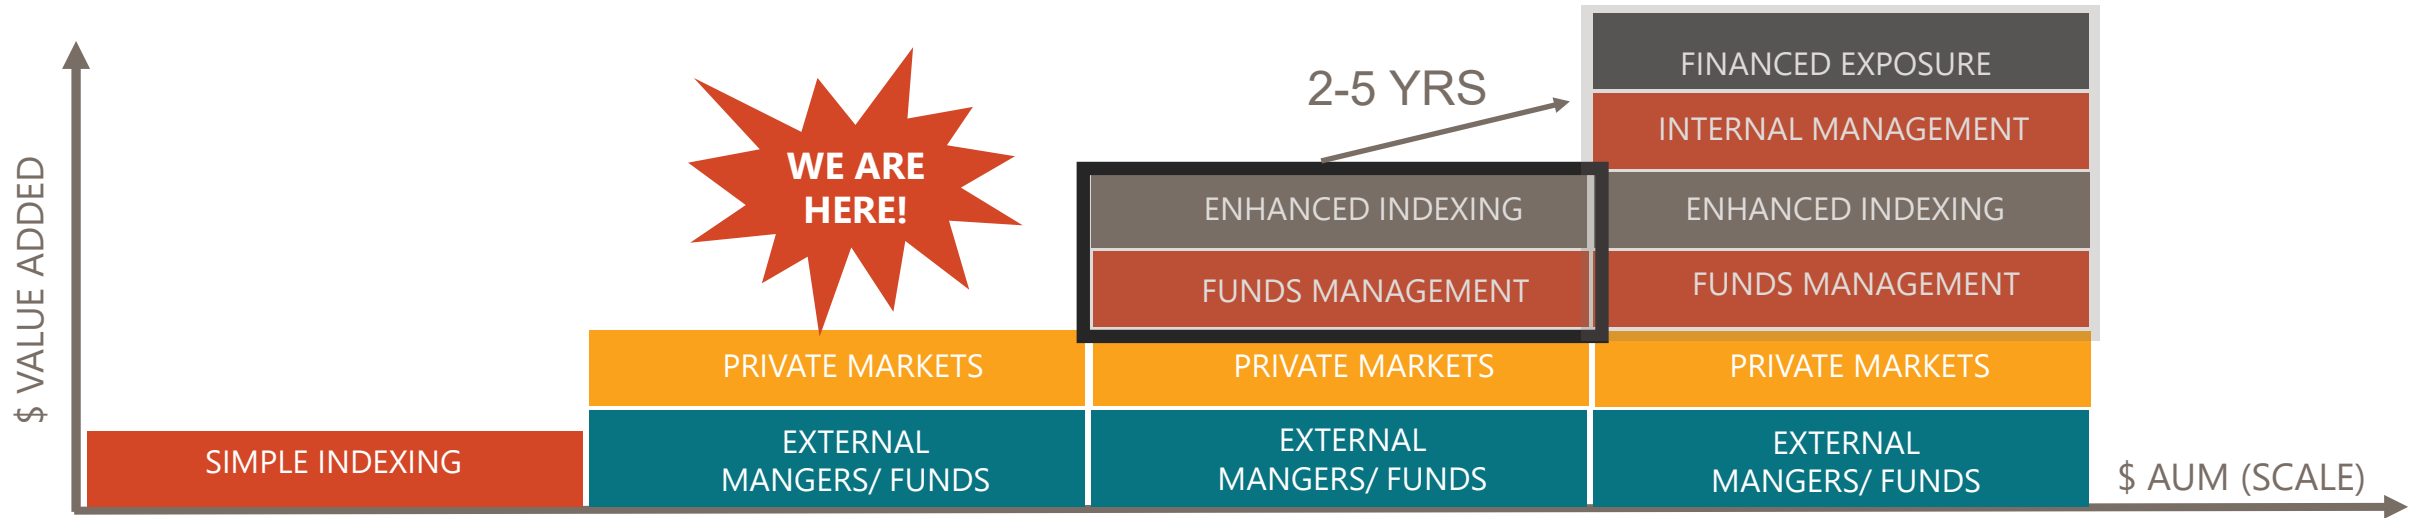 $ VALUE ADDED
WE ARE
HERE!
2-5 YRS
SIMPLE INDEXING
PRIVATE MARKETS
EXTERNAL
MANGERS/ FUNDS
ENHANCED INDEXING
FUNDS MANAGEMENT
PRIVATE MARKETS
EXTERNAL
MANGERS/ FUNDS
FINANCED EXPOSURE
INTERNAL MANAGEMENT
ENHANCED INDEXING
FUNDS MANAGEMENT
PRIVATE MARKETS
EXTERNAL
MANGERS/ FUNDS
$ AUM (SCALE)